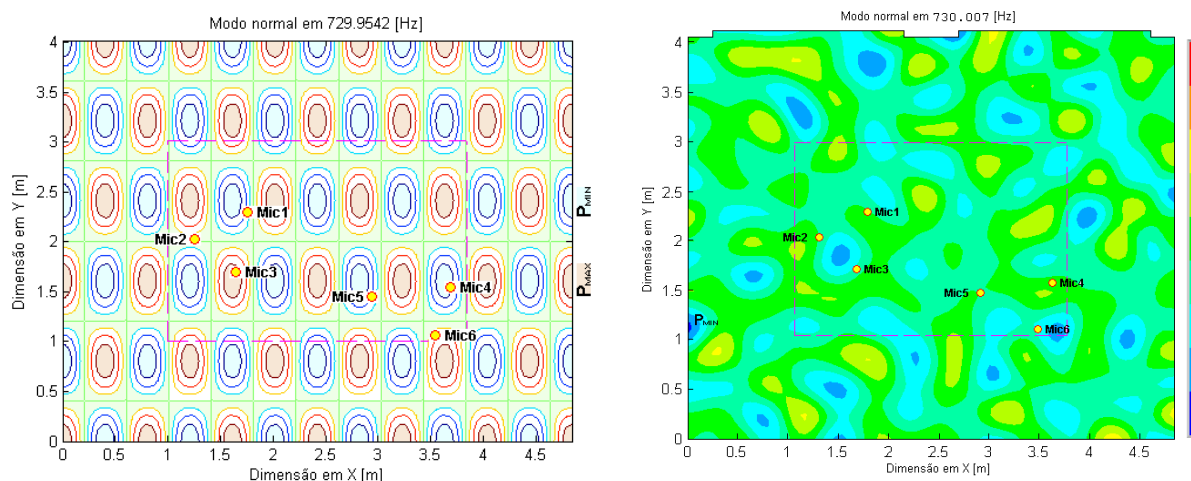 Modo normal em 729.9542 [Hz]
Dimensão em Y [m]
4
3.5
3
2.5
2
1.5
1
0.5
0
0 0.5 1 1.5 2 2.5 3 3.5 4 4.5
Dimensão em X [m]
Mic1
Mic2
Mic3
Mic4
Mic5
Mic6
PMIN
PMAX
Modo normal em 730.007 [Hz]
Dimensão em Y [m]
4
3.5
3
2.5
2
1.5
1
0.5
0
0 0.5 1 1.5 2 2.5 3 3.5 4 4.5
Dimensão em X [m]
Mic1
Mic2
Mic3
Mic4
Mic5
Mic6
PMIN